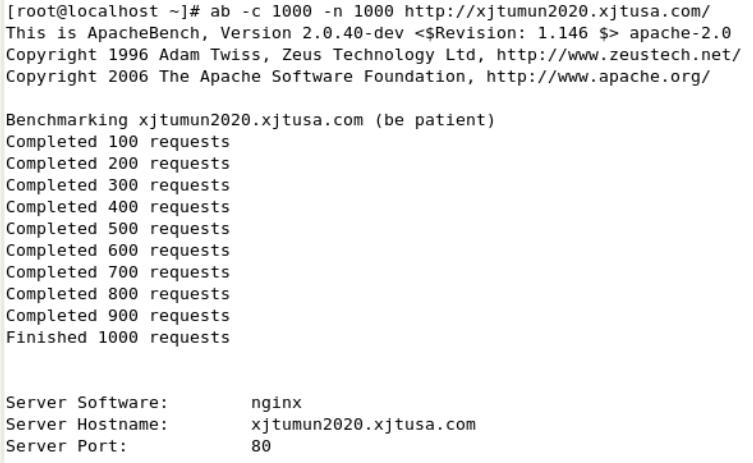 [root@localhost ~]# ab -c 1000 -n 1000 http://xjtumun2020.xjtusa.com/
This is ApacheBench, Version 2.0.40-dev <$Revision: 1.146 $> apache-2.0
Copyright 1996 Adam Twiss, Zeus Technology Ltd, http://www.zeustech.net/
Copyright 2006 The Apache Software Foundation, http://www.apache.org/

Benchmarking xjtumun2020.xjtusa.com (be patient)
Completed 100 requests
Completed 200 requests
Completed 300 requests
Completed 400 requests
Completed 500 requests
Completed 600 requests
Completed 700 requests
Completed 800 requests
Completed 900 requests
Finished 1000 requests

Server Software:        nginx
Server Hostname:        xjtumun2020.xjtusa.com
Server Port:            80